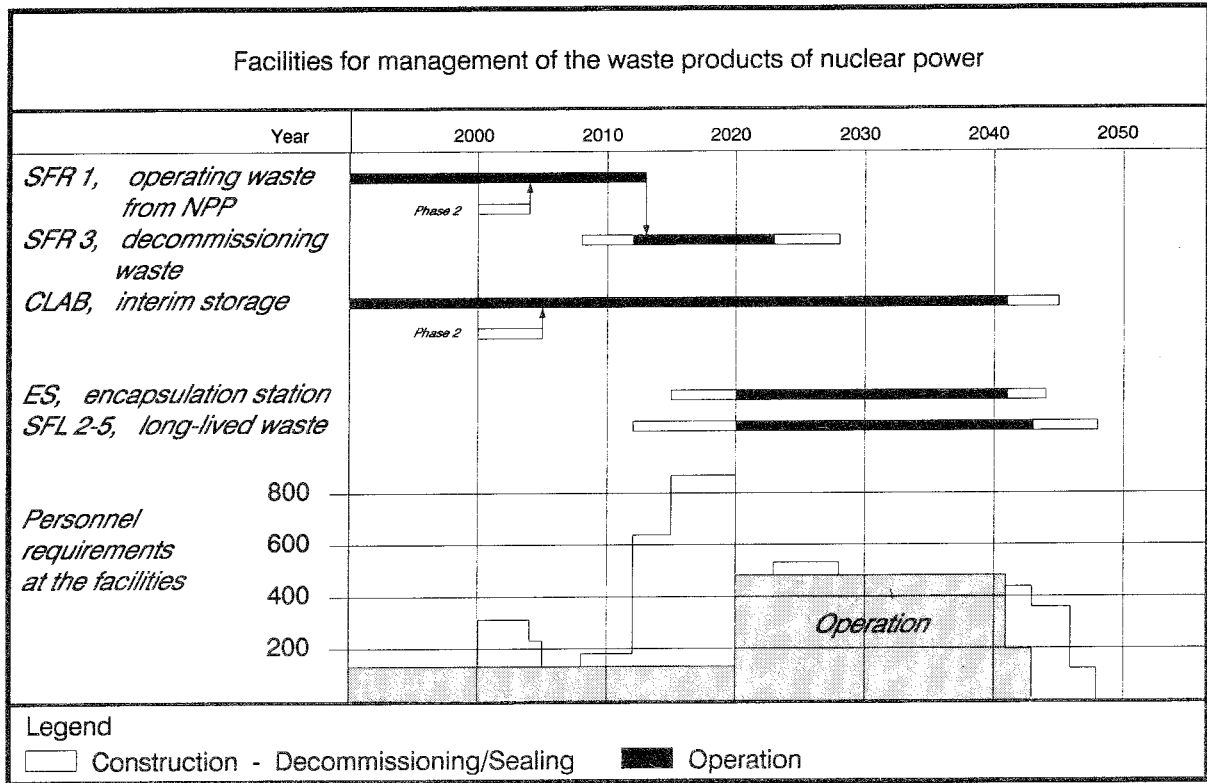 Facilities for management of the waste products of nuclear power
Year 2000 2010 2020 2030 2040 2050
SFR 1, operating waste
from NPP
Phase 2
SFR 3, decommissioning
waste
CLAB, interim storage
Phase 2
ES, encapsulation station
SFL 2-5, long-lived waste
800
Personnel
requirements
at the facilities
600
400
200
Operation
Legend
Construction - Decommissioning/Sealing Operation